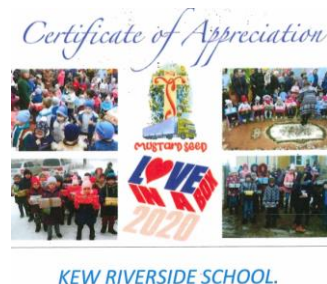 Certificate of Appreciation
MUSTARD SEED
LOVE
IN A BOX
2020
KEW RIVERSIDE SCHOOL.